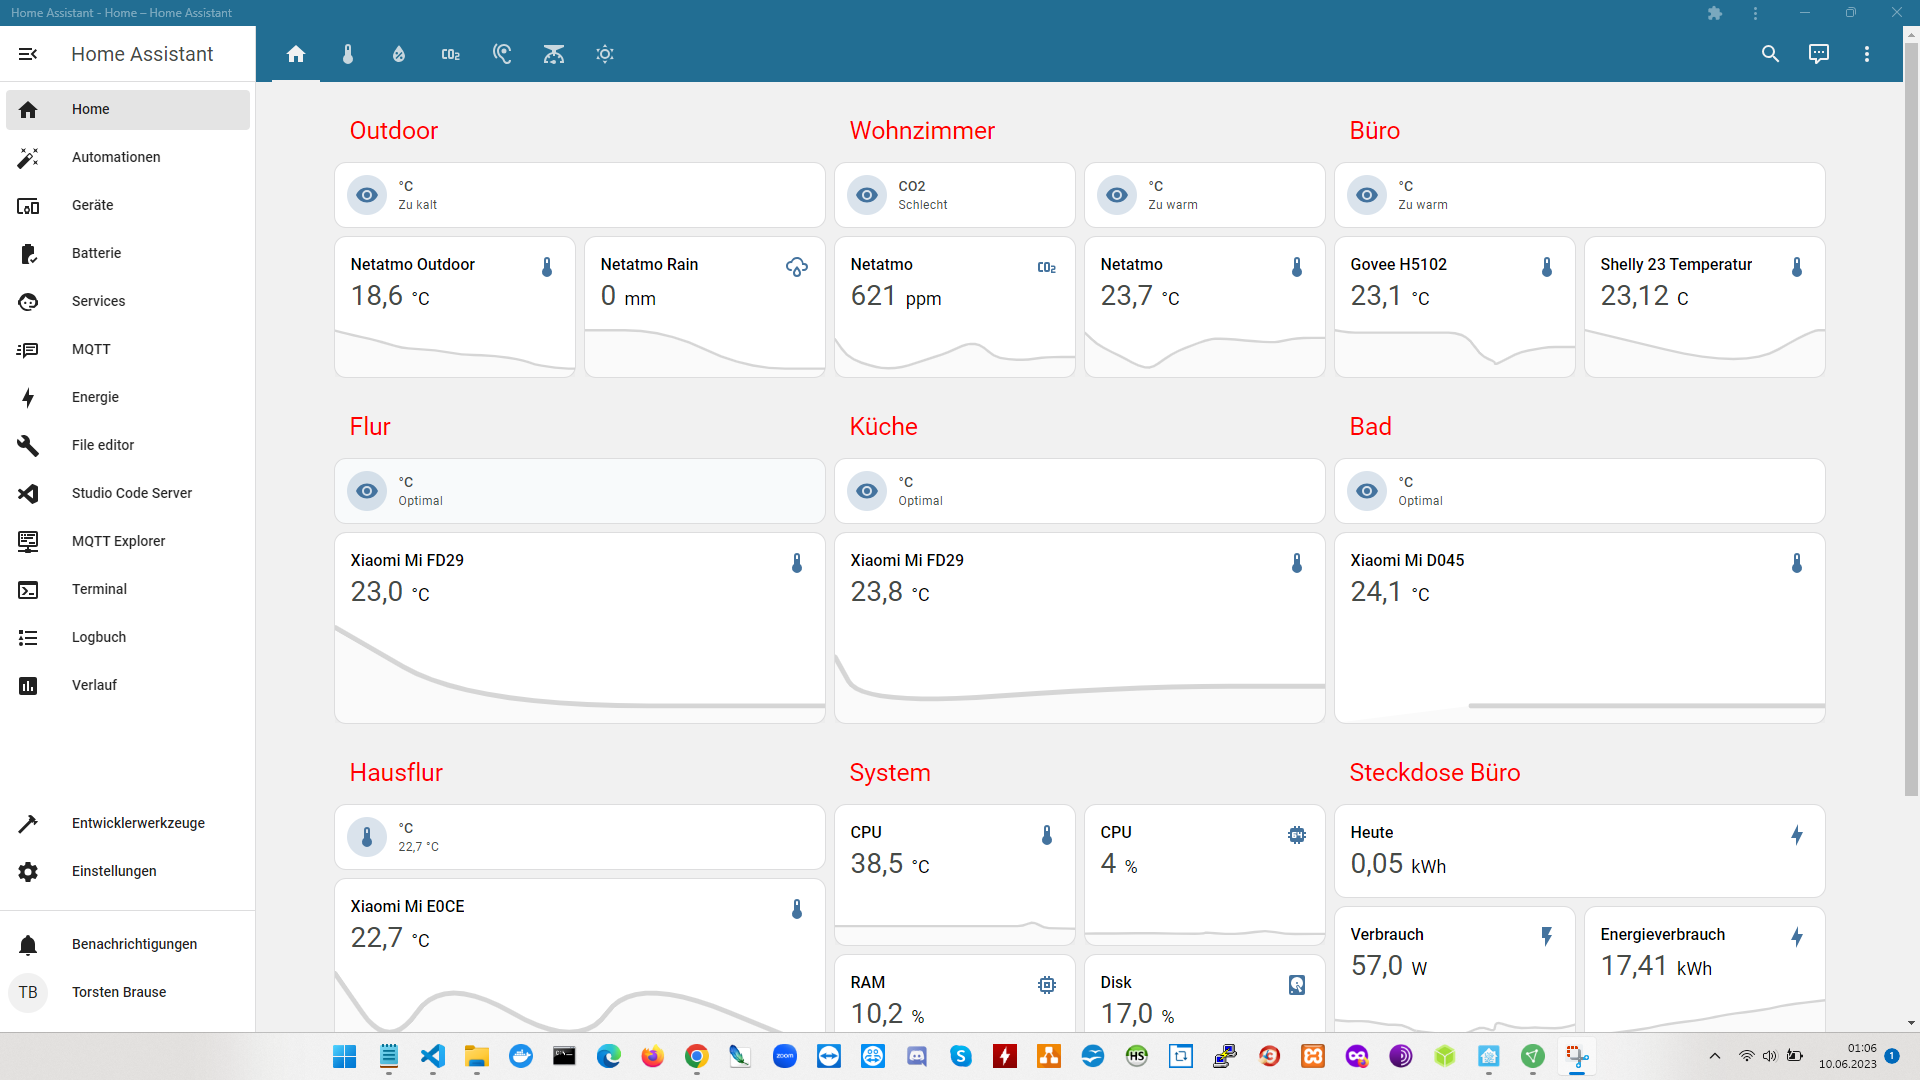 Home Assistant - Home – Home Assistant
Home Assistant
Home
Automationen
Geräte
Batterie
Services
MQTT
Energie
File editor
Studio Code Server
MQTT Explorer
Terminal
Logbuch
Verlauf
Entwicklerwerkzeuge
Einstellungen
Benachrichtigungen
TB
Torsten Brause
CO2
Outdoor
°C
Zu kalt
Netatmo Outdoor
18,6 °C
Netatmo Rain
0 mm
Wohnzimmer
CO2
Schlecht
°C
Zu warm
Netatmo
CO2
621 ppm
Netatmo
23,7 °C
Büro
°C
Zu warm
Govee H5102
23,1 °C
Shelly 23 Temperatur
23,12 C
Flur
°C
Optimal
Xiaomi Mi FD29
23,0 °C
Küche
°C
Optimal
Xiaomi Mi FD29
23,8 °C
Bad
°C
Optimal
Xiaomi Mi D045
24,1 °C
Hausflur
°C
22,7 °C
Xiaomi Mi E0CE
22,7 °C
System
CPU
38,5 °C
CPU
64
4 %
RAM
10,2 %
Disk
17,0 %
Steckdose Büro
Heute
0,05 kWh
Verbrauch
57,0 W
Energieverbrauch
17,41 kWh
zoom
HS
01:06
10.06.2023
1